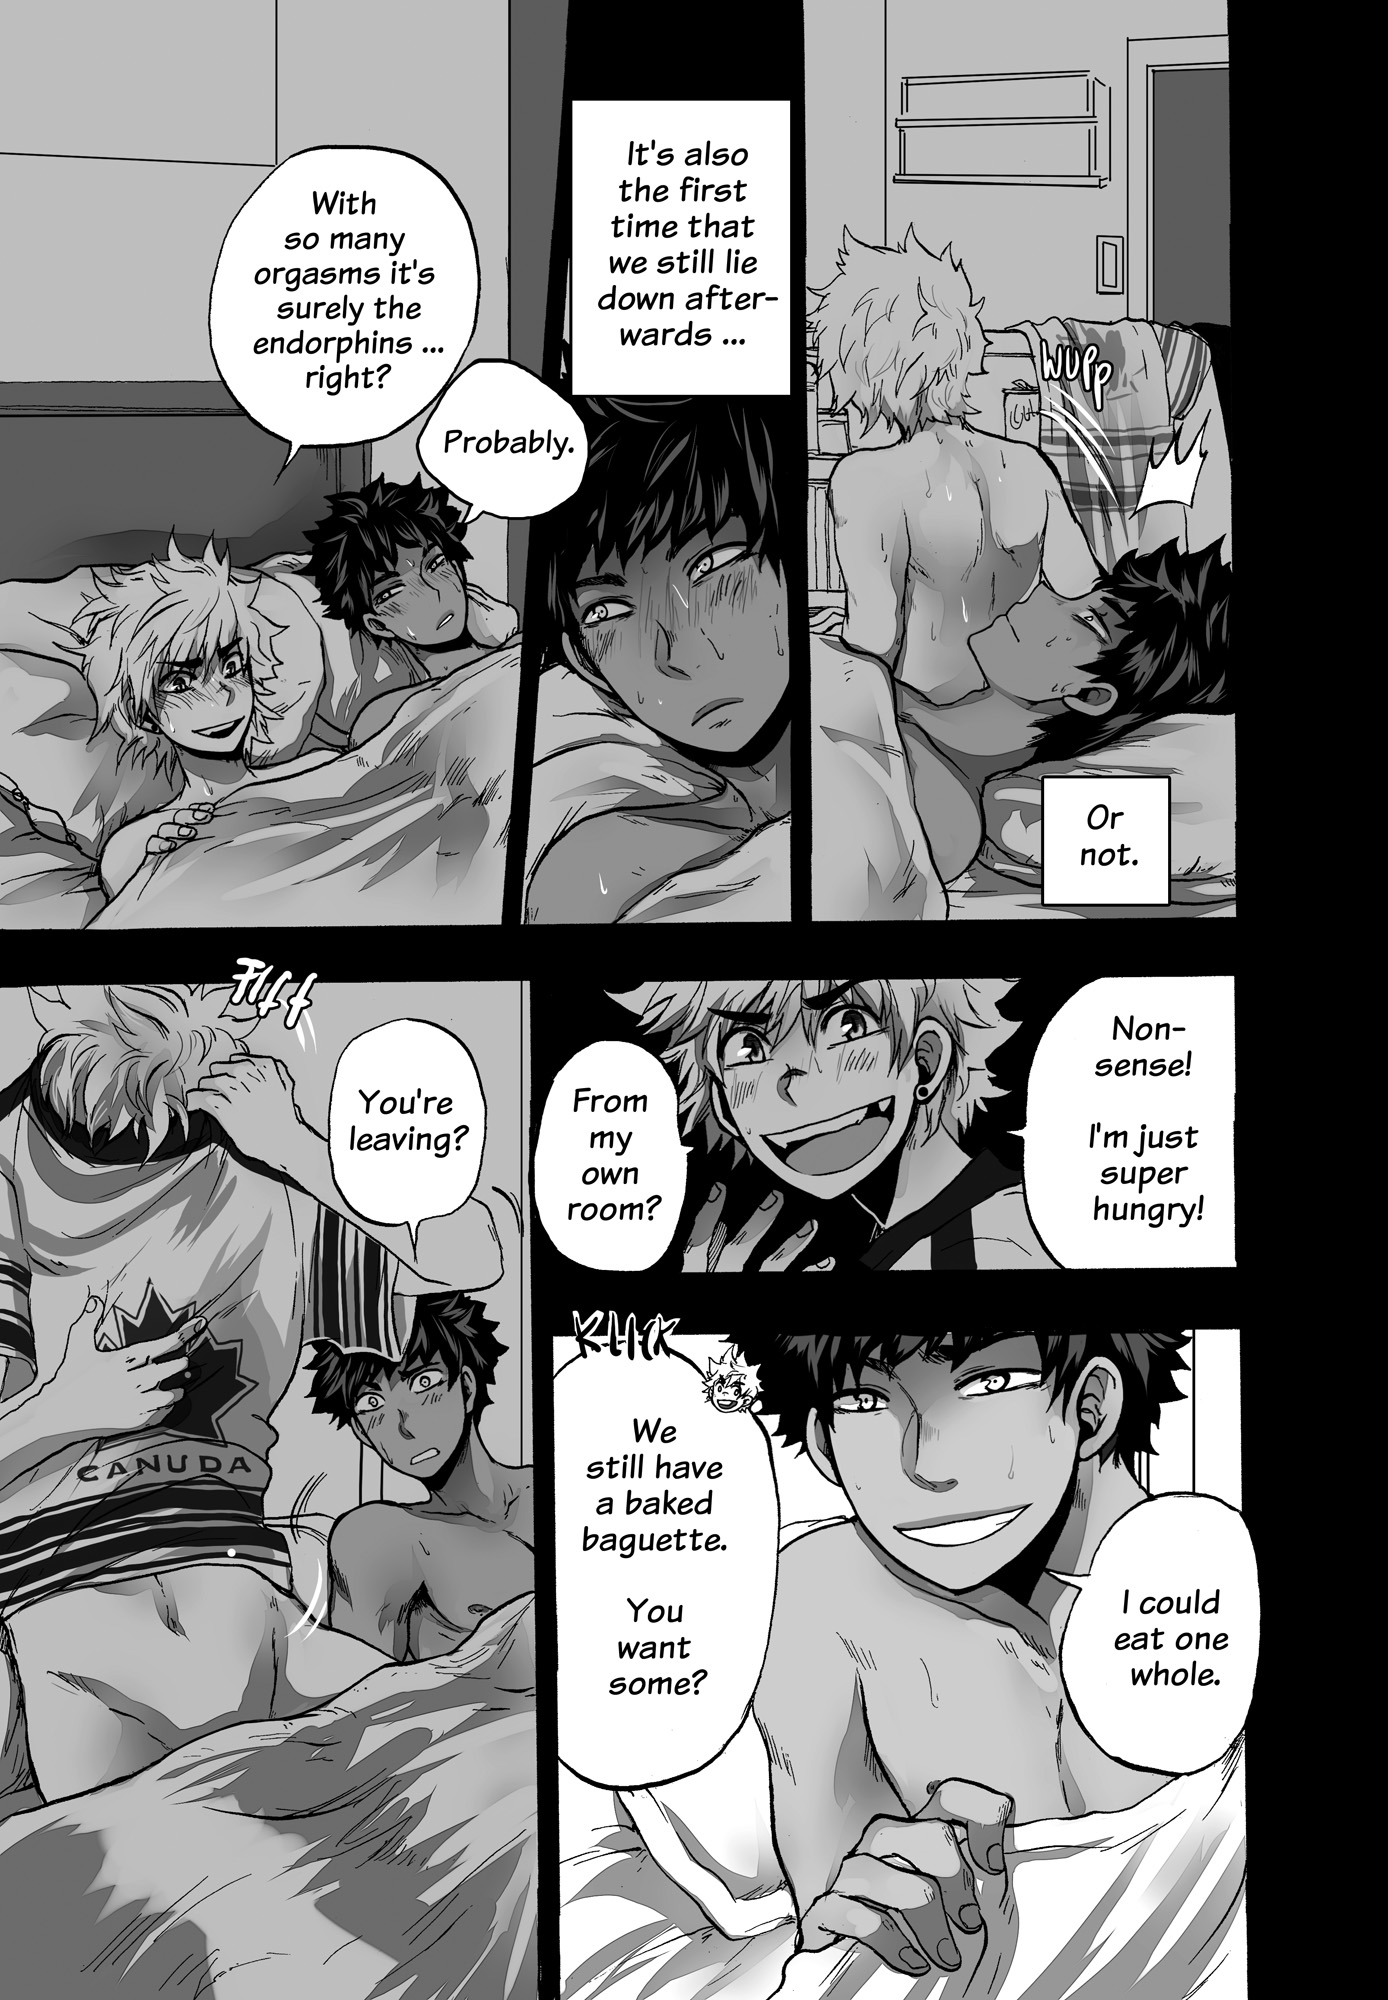 With
so many
orgasms it's
surely the
endorphins ...
right?
Probably.
It's also
the first
time that
we still lie
down after-
wards ...
WUPP
Or
not.
You're
leaving?
CANUDA
Non-
sense!
I'm just
super
hungry!
From
my
own
room?
KLICK
We
still have
a baked
baguette.
You
want
some?
I could
eat one
whole.